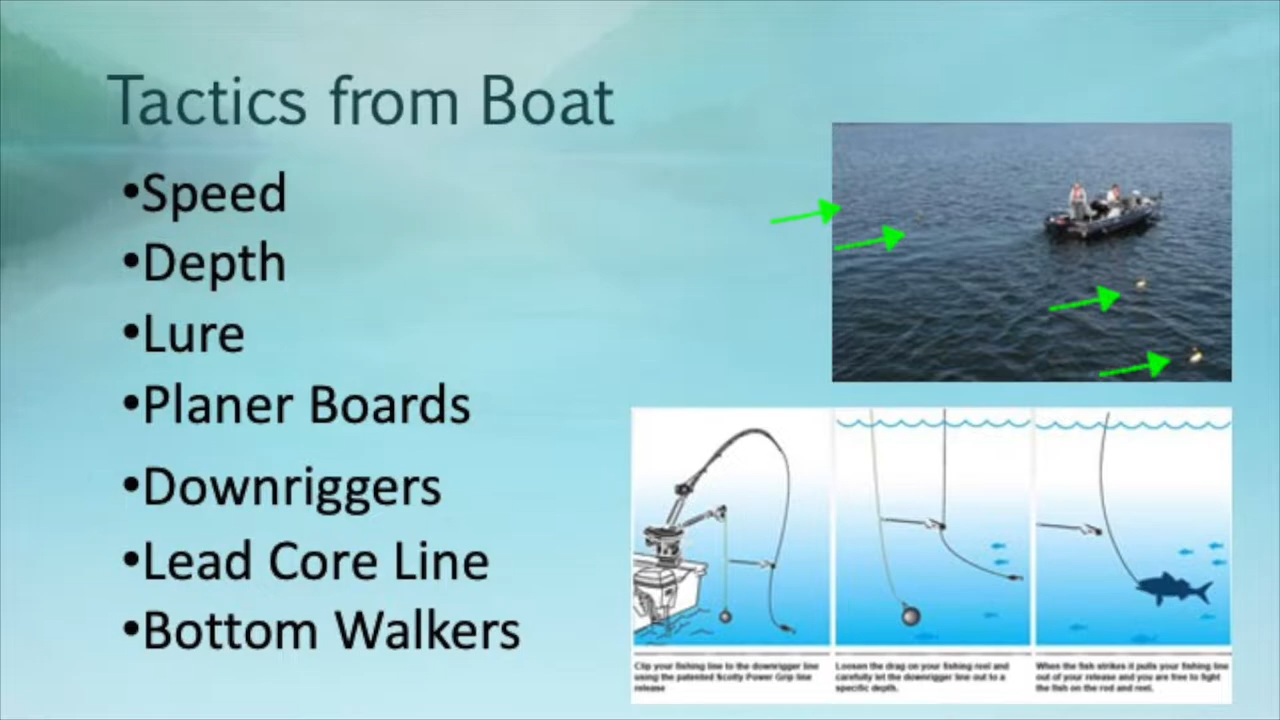 Tactics from Boat
•Speed
•Depth
•Lure
•Planer Boards
•Downriggers
•Lead Core Line
•Bottom Walkers
Clip your fishing line to the downrigger line
using the patented Scotty Power Grip line
release
Loosen the drag on your fishing reel and
carefully let the downrigger line out to a
specific depth.
When the fish strikes it pulls your fishing line
out of your release and you are free to fight
the fish on the rod and reel.